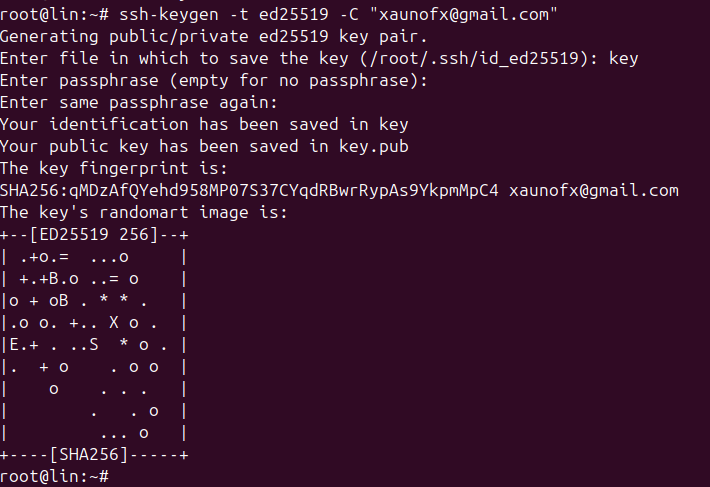 root@lin:~# ssh-keygen -t ed25519 -C "xaunofx@gmail.com"
Generating public/private ed25519 key pair.
Enter file in which to save the key (/root/.ssh/id_ed25519): key
Enter passphrase (empty for no passphrase):
Enter same passphrase again:
Your identification has been saved in key
Your public key has been saved in key.pub
The key fingerprint is:
SHA256:qMDzAfQYehd958MP07S37CYqdRBwrRypAs9YkpmMpC4 xaunofx@gmail.com
The key's randomart image is:
+--[ED25519 256]--+
| .+o.=  ...o     |
| +.+B.o ..= o    |
|o + oB . * * .   |
|.o o. +.. X o .  |
|E.+ . ..S  * o . |
|.  + o    . o o  |
|    o    . . .   |
|        .   . o  |
|         ... o   |
+----[SHA256]-----+
root@lin:~#